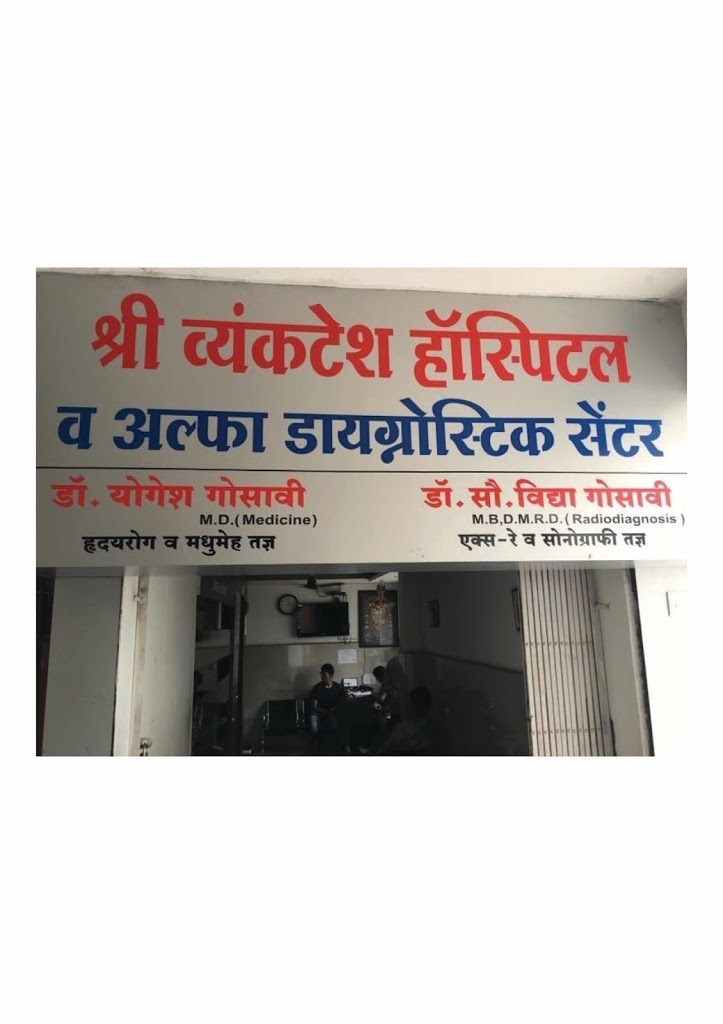 श्री व्यंकटेश हॉस्पिटल
व अल्फा डायग्नोस्टिक सेंटर
डॉ. योगेश गोसावी
M.D.(Medicine)
हृदयरोग व मधुमेह तज्ञ
डॉ. सौ. विद्या गोसावी
M.B,D.M.R.D.(Radiodiagnosis)
एक्स-रे व सोनोग्राफी तज्ञ